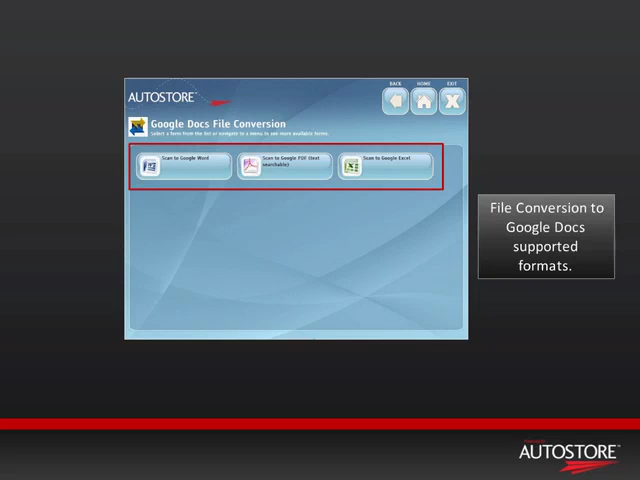 BACK HOME EXIT
AUTOSTORE
Google Docs File Conversion
Select a form from the list or navigate to a menu to see more available forms.
Scan to Google Word
Scan to Google PDF (text searchable)
Scan to Google Excel
File Conversion to
Google Docs
supported
formats.
AUTOSTORE™